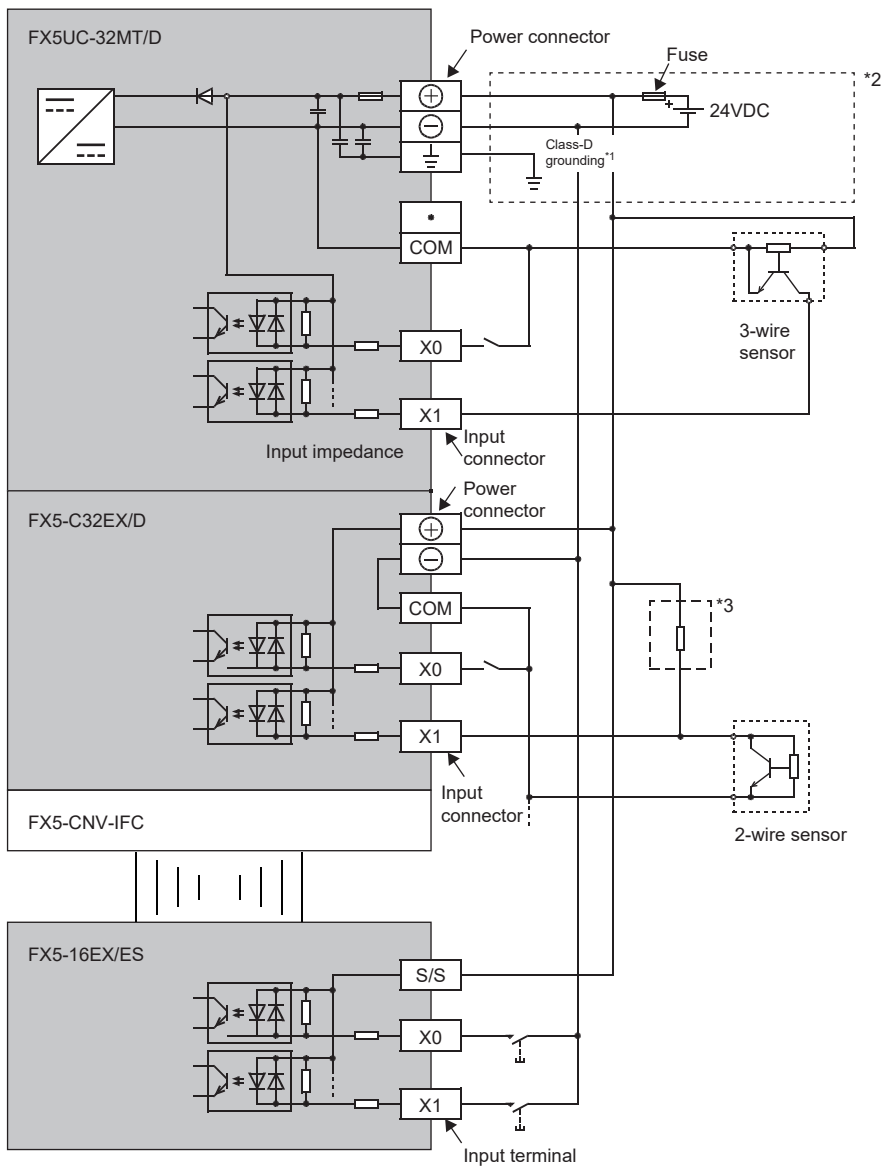 FX5UC-32MT/D
Power connector
Fuse
*2
+
24VDC
Class-D
grounding*1
COM
3-wire
sensor
X0
X1
Input impedance
Input
connector
FX5-C32EX/D
Power
connector
COM
*3
X0
X1
Input
connector
2-wire sensor
FX5-CNV-IFC
FX5-16EX/ES
S/S
X0
X1
Input terminal